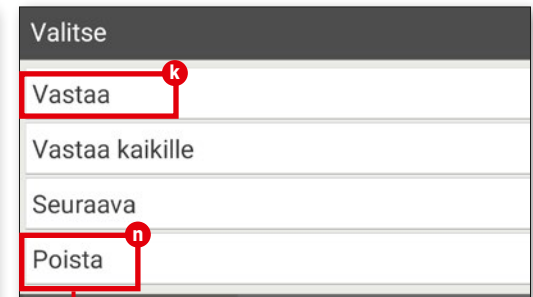 Valitse
k
Vastaa
Vastaa kaikille
Seuraava
n
Poista